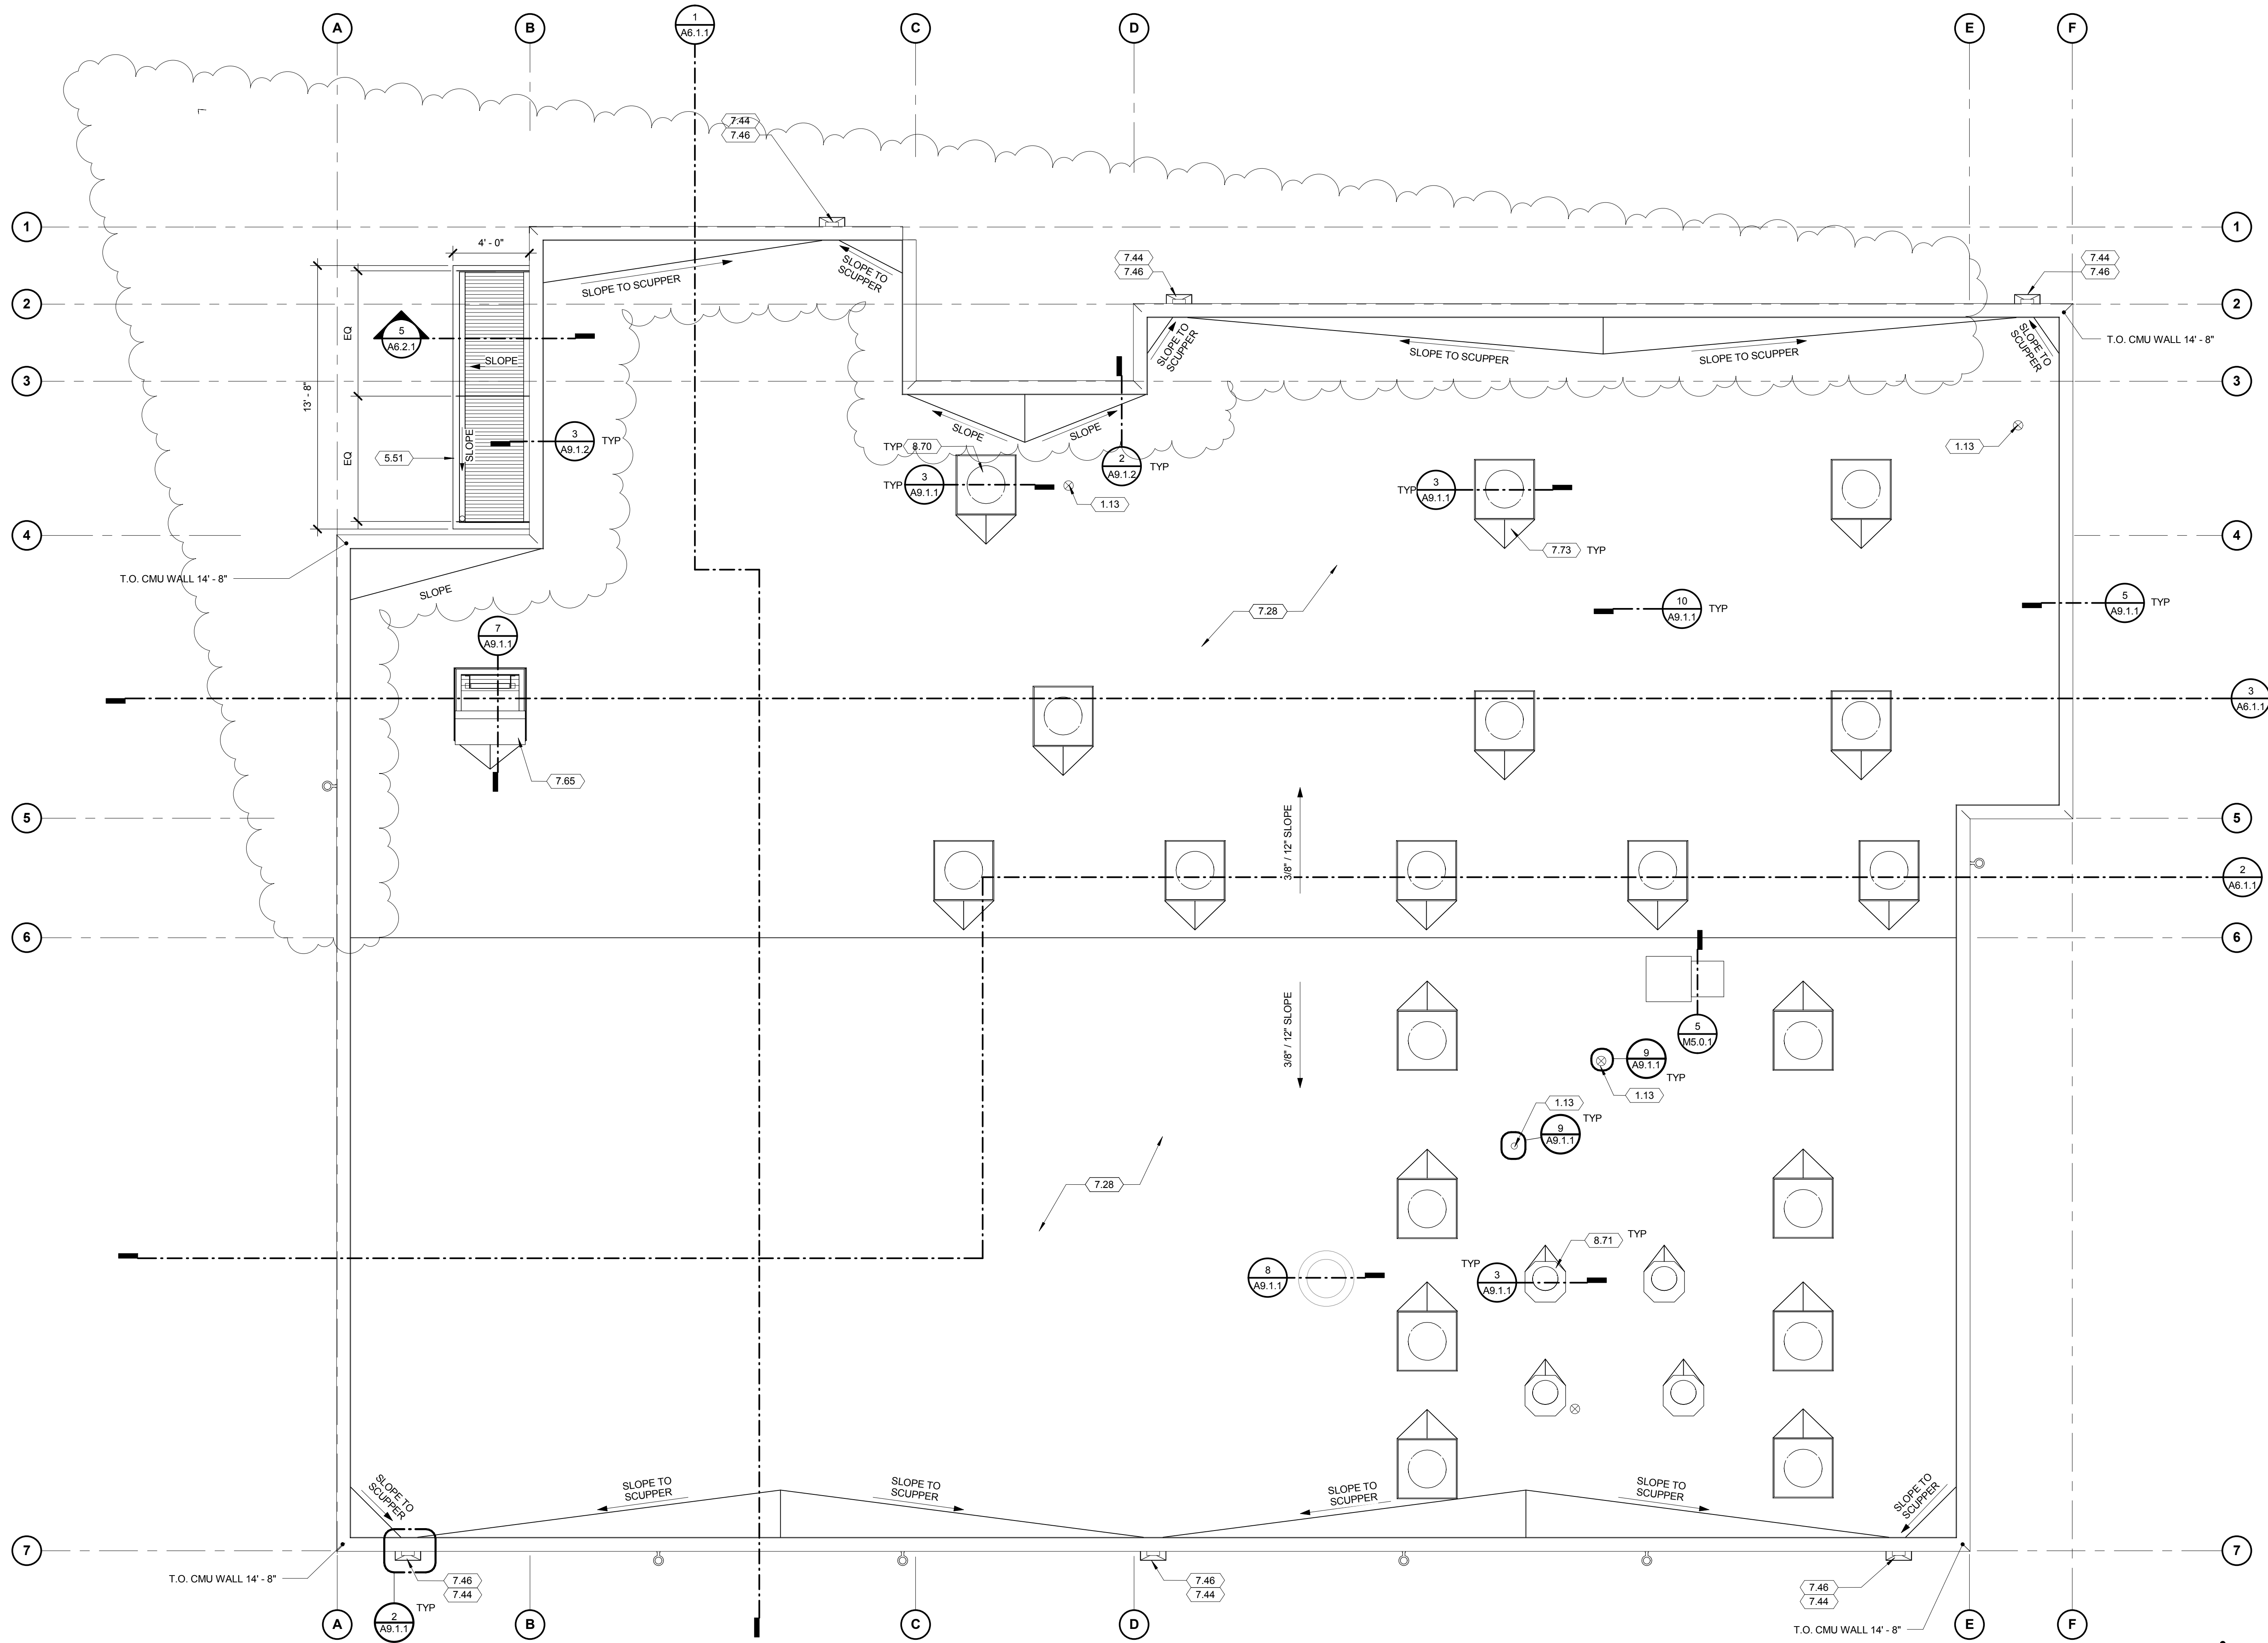 A
B
1
A6.1.1
C
D
E
F
7.44
7.46
1
1
4' - 0"
SLOPE TO SCUPPER
SLOPE TO
SCUPPER
7.44
7.46
7.44
7.46
2
2
EQ
5
A6.2.1
SLOPE
SLOPE TO
SCUPPER
SLOPE TO SCUPPER
SLOPE TO SCUPPER
SLOPE TO
SCUPPER
T.O. CMU WALL 14' - 8"
3
3
13' - 8"
SLOPE
SLOPE
EQ
5.51
SLOPE
3
A9.1.2
TYP
TYP
8.70
TYP
3
A9.1.1
2
A9.1.2
TYP
1.13
TYP
3
A9.1.1
1.13
4
4
7.73
TYP
T.O. CMU WALL 14' - 8"
SLOPE
7.28
10
A9.1.1
TYP
5
A9.1.1
TYP
7
A9.1.1
3
A6.1.1
7.65
5
5
3/8" / 12" SLOPE
2
A6.1.1
6
6
3/8" / 12" SLOPE
5
M5.0.1
9
A9.1.1
TYP
1.13
1.13
TYP
9
A9.1.1
7.28
8
A9.1.1
TYP
3
A9.1.1
8.71
TYP
SLOPE TO
SCUPPER
SLOPE TO
SCUPPER
SLOPE TO
SCUPPER
SLOPE TO
SCUPPER
SLOPE TO
SCUPPER
SLOPE TO
SCUPPER
7
7
T.O. CMU WALL 14' - 8"
7.46
7.44
7.46
7.44
7.46
7.44
2
A9.1.1
TYP
T.O. CMU WALL 14' - 8"
A
B
C
D
E
F